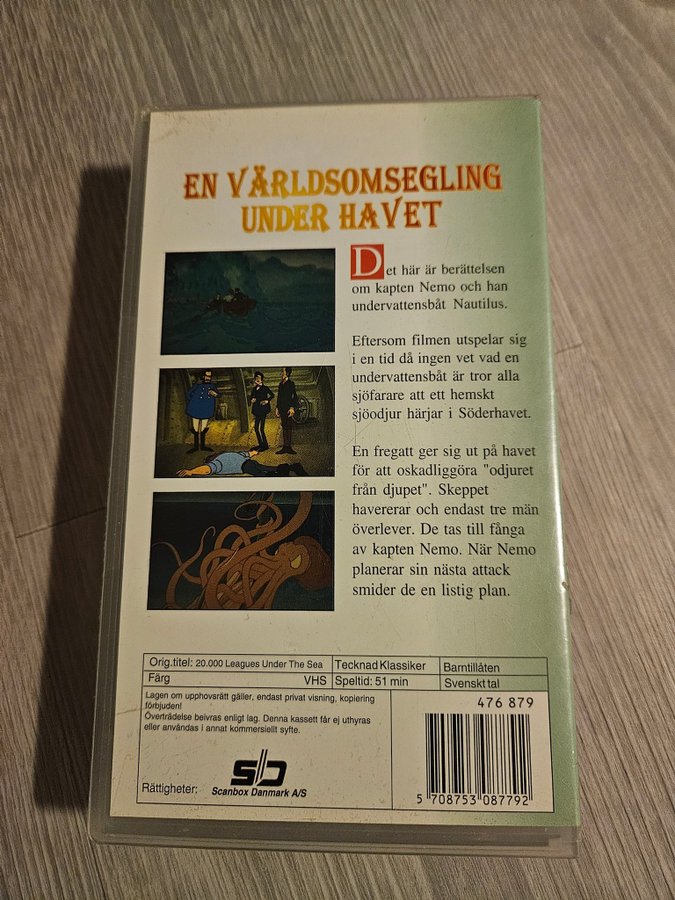 EN VÄRLDSOMSEGLING
UNDER HAVET
Det här är berättelsen
om kapten Nemo och han
undervattensbåt Nautilus.
Eftersom filmen utspelar sig
i en tid då ingen vet vad en
undervattensbåt är tror alla
sjöfarare att ett hemskt
sjöodjur härjar i Söderhavet.
En fregatt ger sig ut på havet
för att oskadliggöra "odjuret
från djupet". Skeppet
havererar och endast tre män
överlever. De tas till fånga
av kapten Nemo. När Nemo
planerar sin nästa attack
smider de en listig plan.
Orig.titel: 20.000 Leagues Under The Sea Tecknad Klassiker Barntillåten
Färg VHS Speltid: 51 min Svenskt tal
Lagen om upphovsrätt gäller, endast privat visning, kopiering
förbjuden!
Överträdelse beivras enligt lag. Denna kassett får ej uthyras
eller användas i annat kommersiellt syfte.
476 879
Rättigheter: Scanbox Danmark A/S
5 708753 087792